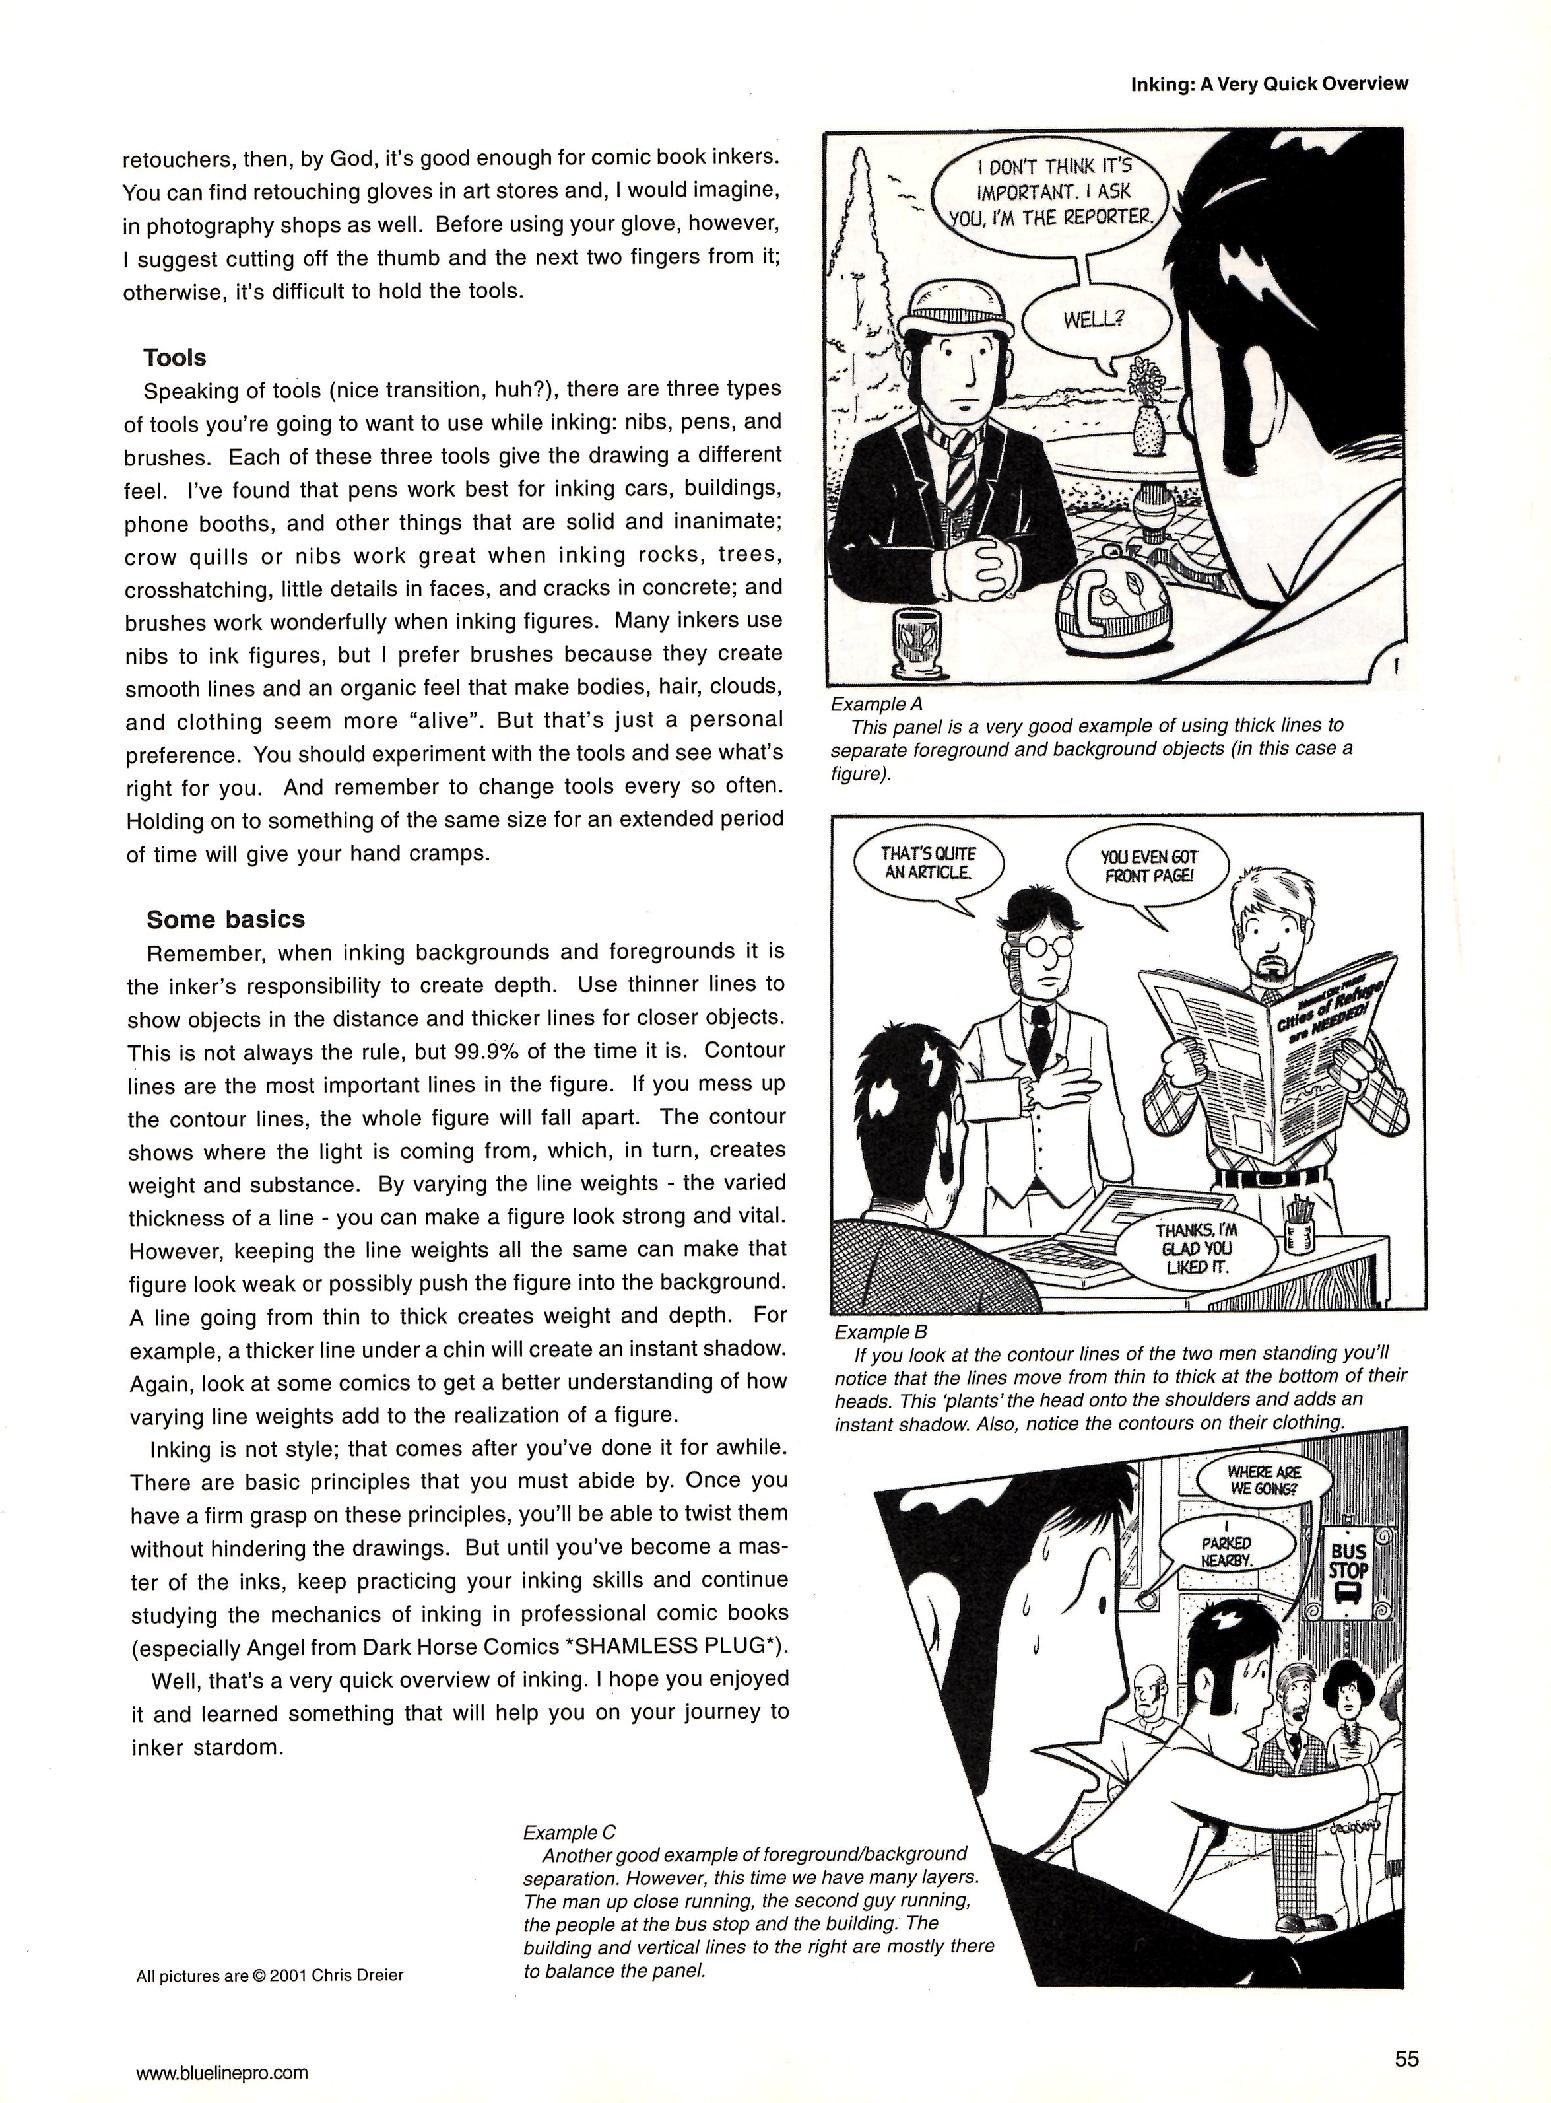 Inking: A Very Quick Overview
retouchers, then, by God, it's good enough for comic book inkers.
You can find retouching gloves in art stores and, I would imagine,
in photography shops as well. Before using your glove, however,
I suggest cutting off the thumb and the next two fingers from it;
otherwise, it's difficult to hold the tools.
Tools
Speaking of tools (nice transition, huh?), there are three types
of tools you're going to want to use while inking: nibs, pens, and
brushes. Each of these three tools give the drawing a different
feel. I've found that pens work best for inking cars, buildings,
phone booths, and other things that are solid and inanimate;
crow quills or nibs work great when inking rocks, trees,
crosshatching, little details in faces, and cracks in concrete; and
brushes work wonderfully when inking figures. Many inkers use
nibs to ink figures, but I prefer brushes because they create
smooth lines and an organic feel that make bodies, hair, clouds,
and clothing seem more “alive”. But that's just a personal
preference. You should experiment with the tools and see what's
right for you. And remember to change tools every so often.
Holding on to something of the same size for an extended period
of time will give your hand cramps.
Some basics
Remember, when inking backgrounds and foregrounds it is
the inker's responsibility to create depth. Use thinner lines to
show objects in the distance and thicker lines for closer objects.
This is not always the rule, but 99.9% of the time it is. Contour
lines are the most important lines in the figure. If you mess up
the contour lines, the whole figure will fall apart. The contour
shows where the light is coming from, which, in turn, creates
weight and substance. By varying the line weights - the varied
thickness of a line - you can make a figure look strong and vital.
However, keeping the line weights all the same can make that
figure look weak or possibly push the figure into the background.
A line going from thin to thick creates weight and depth. For
example, a thicker line under a chin will create an instant shadow.
Again, look at some comics to get a better understanding of how
varying line weights add to the realization of a figure.
Inking is not style; that comes after you've done it for awhile.
There are basic principles that you must abide by. Once you
have a firm grasp on these principles, you'll be able to twist them
without hindering the drawings. But until you've become a mas-
ter of the inks, keep practicing your inking skills and continue
studying the mechanics of inking in professional comic books
(especially Angel from Dark Horse Comics *SHAMLESS PLUG*).
Well, that's a very quick overview of inking. I hope you enjoyed
it and learned something that will help you on your journey to
inker stardom.
I DON'T THINK IT'S
IMPORTANT. I ASK
YOU, I'M THE REPORTER.
WELL?
1
Example A
This panel is a very good example of using thick lines to
separate foreground and background objects (in this case a
figure).
THAT'S QUITE
AN ARTICLE.
YOU EVEN GOT
FRONT PAGE!
Cities of Refuge
are NEEDED!
THANKS, I'M
GLAD YOU
LIKED IT.
Example B
If you look at the contour lines of the two men standing you'll
notice that the lines move from thin to thick at the bottom of their
heads. This 'plants' the head onto the shoulders and adds an
instant shadow. Also, notice the contours on their clothing.
WHERE ARE
WE GOING?
I
PARKED
NEARBY.
BUS
STOP
Example C
Another good example of foreground/background
separation. However, this time we have many layers.
The man up close running, the second guy running,
the people at the bus stop and the building. The
building and vertical lines to the right are mostly there
to balance the panel.
All pictures are © 2001 Chris Dreier
www.bluelinepro.com
55